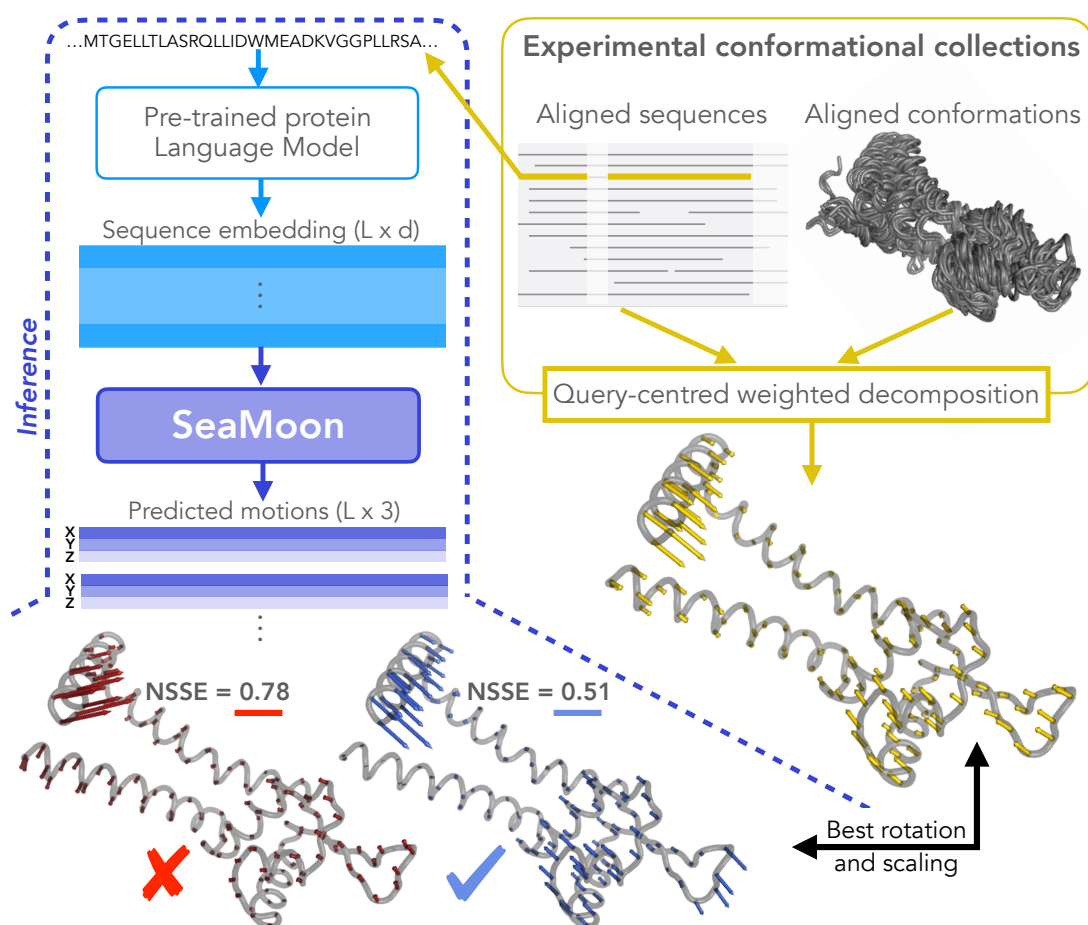 ...MTGELLTLASRQLLIDWMEADKVGGPLLRSA...
Pre-trained protein
Language Model
Sequence embedding (L x d)
Inference
SeaMoon
Predicted motions (L x 3)
X
Y
Z
X
Y
Z
NSSE = 0.78
NSSE = 0.51
Experimental conformational collections
Aligned sequences
Aligned conformations
Query-centred weighted decomposition
Best rotation
and scaling